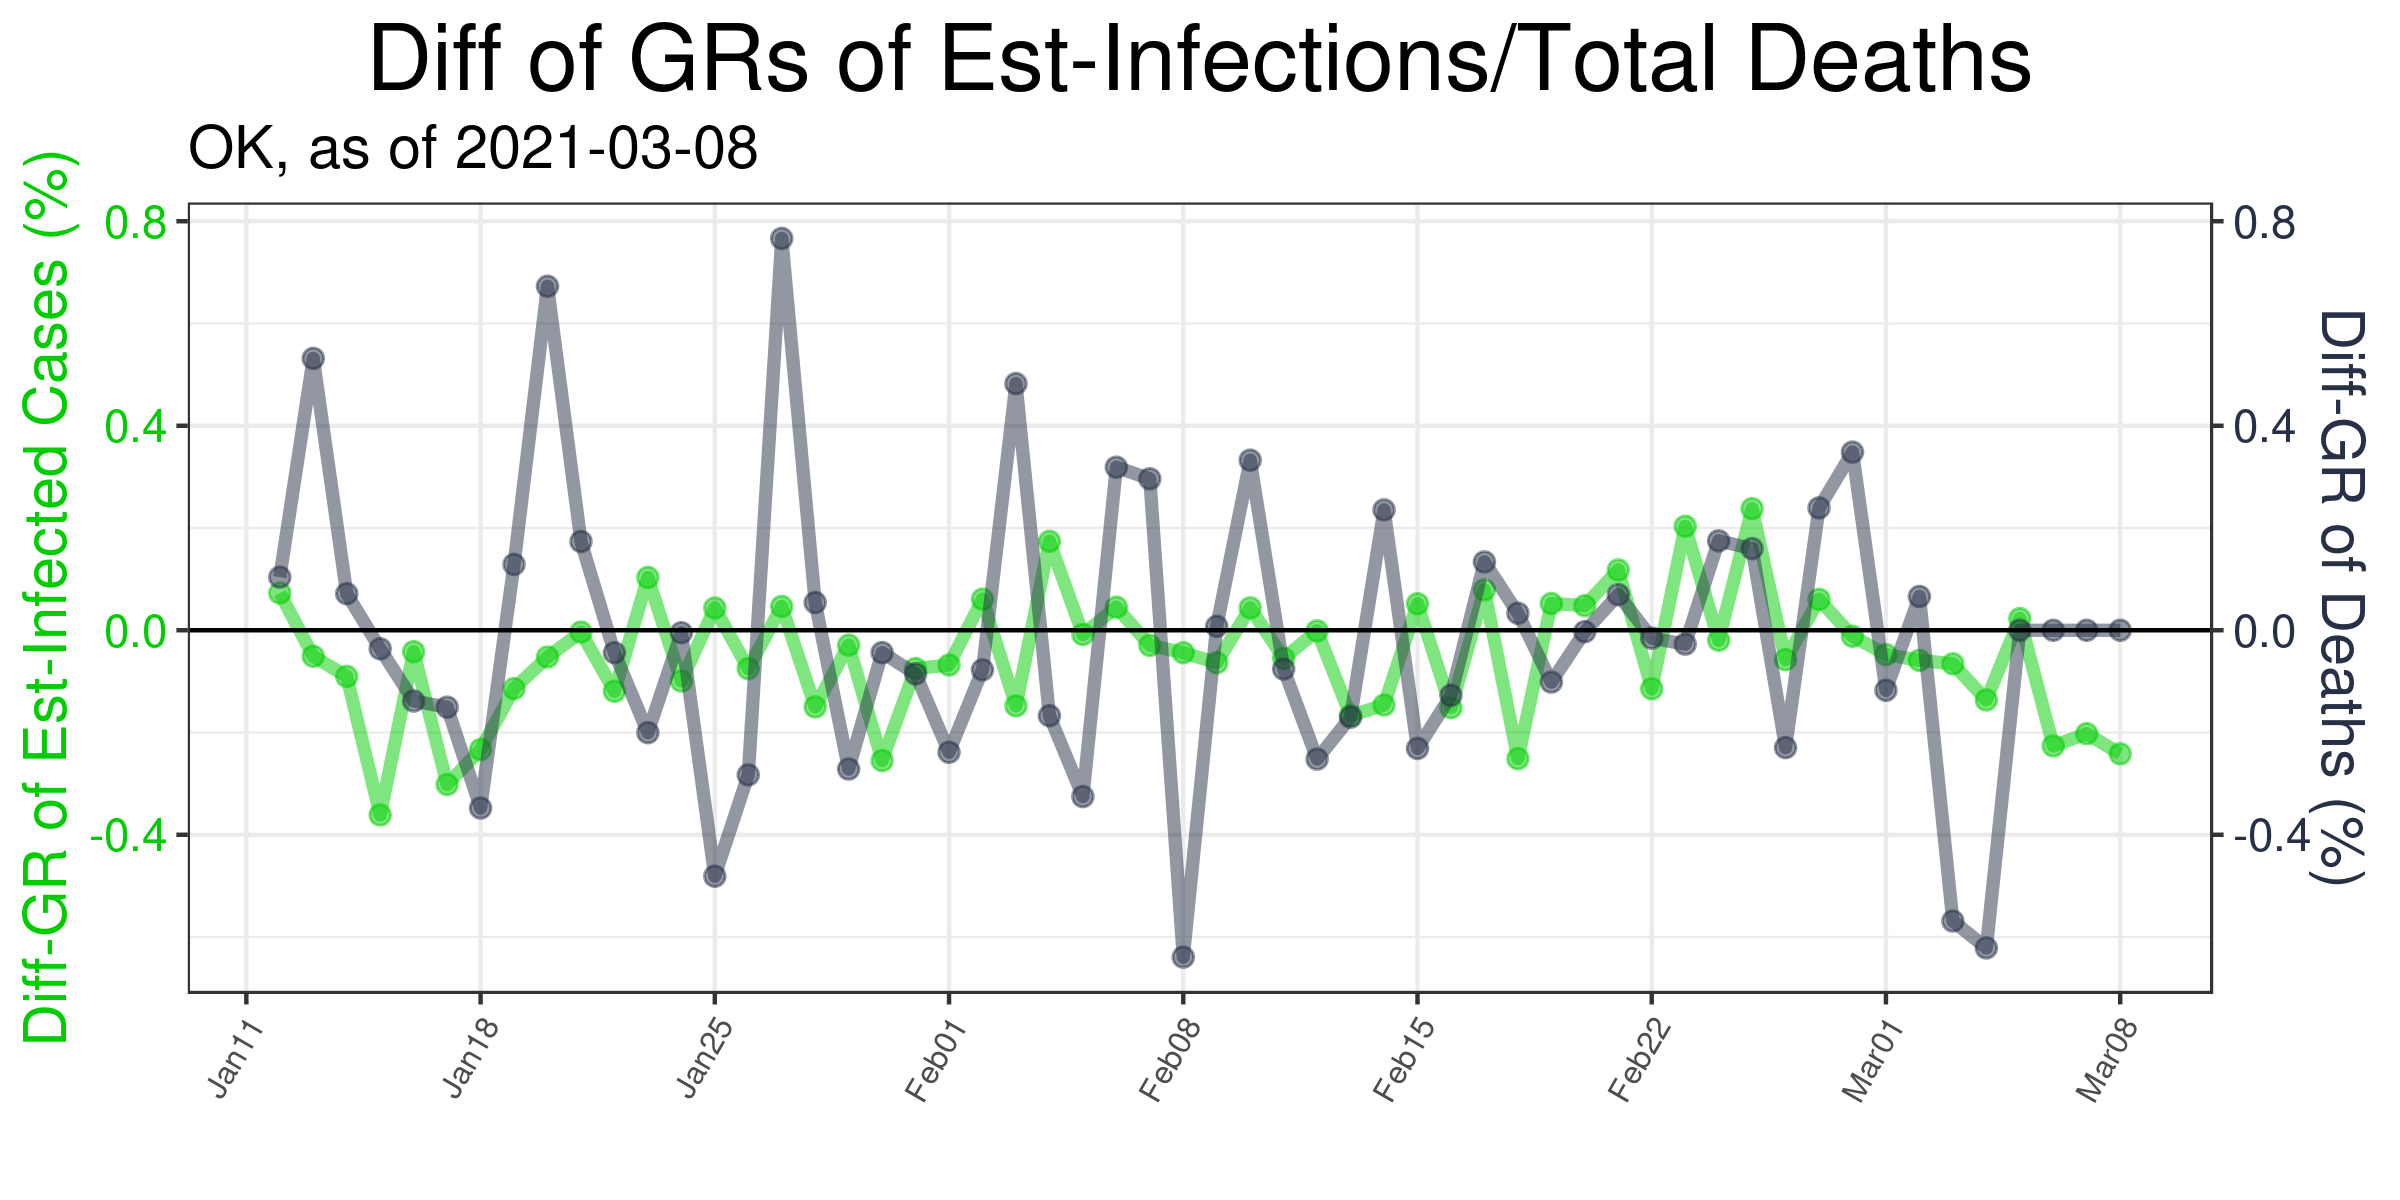 Diff of GRs of Est-Infections/Total Deaths
OK, as of 2021-03-08
Diff-GR of Est-Infected Cases (%)
0.8
0.4
0.0
-0.4
0.8
0.4
0.0
-0.4
Diff-GR of Deaths (%)
Jan11
Jan18
Jan25
Feb01
Feb08
Feb15
Feb22
Mar01
Mar08